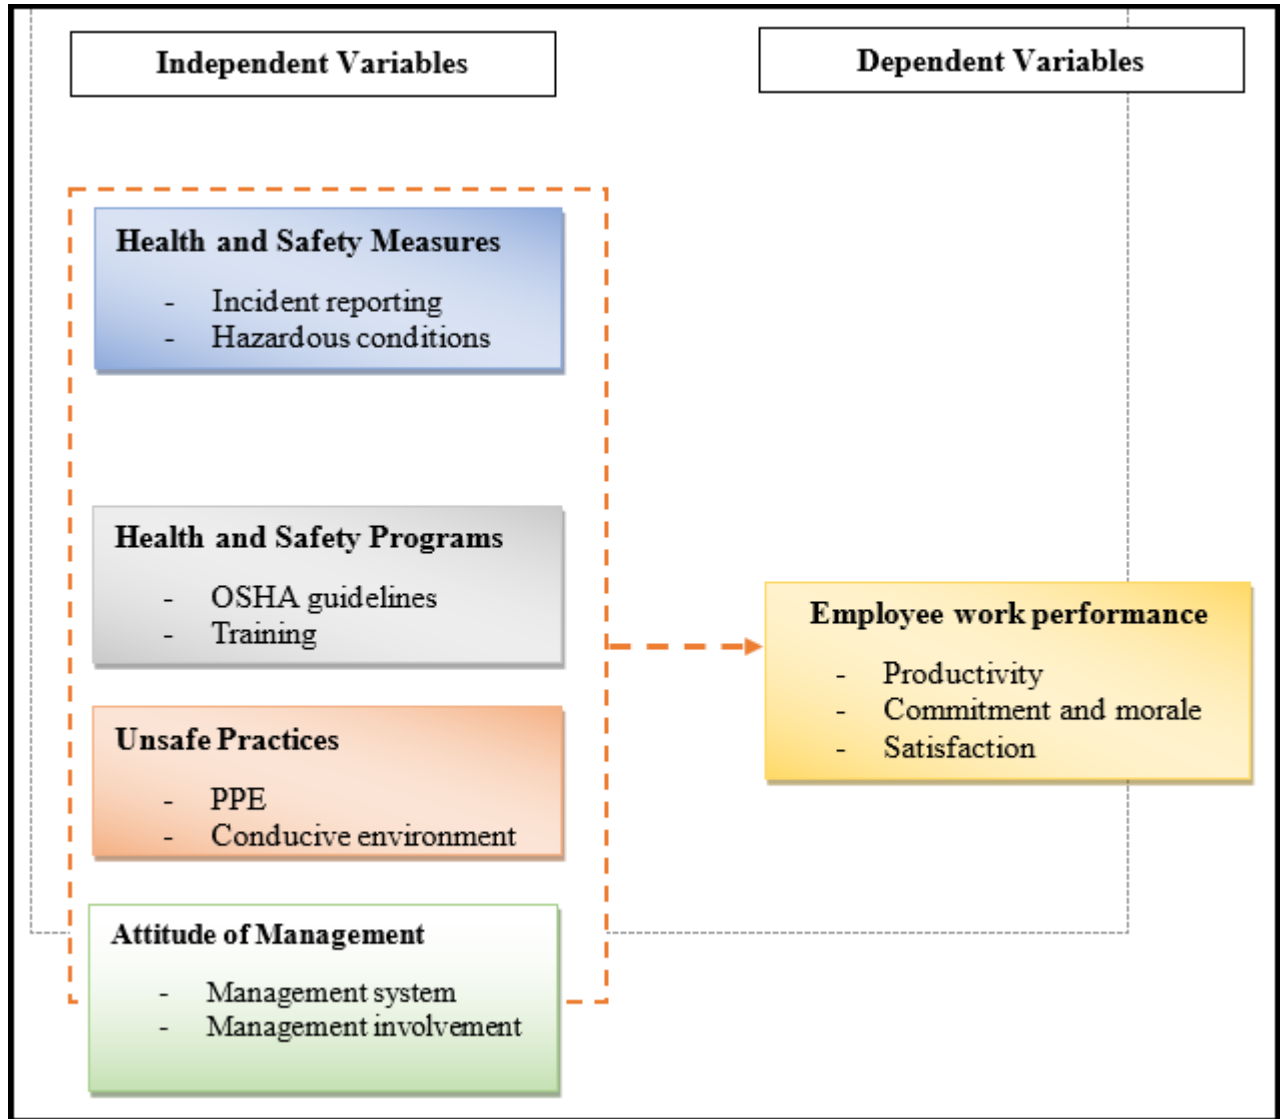 Independent Variables
Dependent Variables
Health and Safety Measures
- Incident reporting
- Hazardous conditions
Health and Safety Programs
- OSHA guidelines
- Training
Unsafe Practices
- PPE
- Conducive environment
Attitude of Management
- Management system
- Management involvement
Employee work performance
- Productivity
- Commitment and morale
- Satisfaction